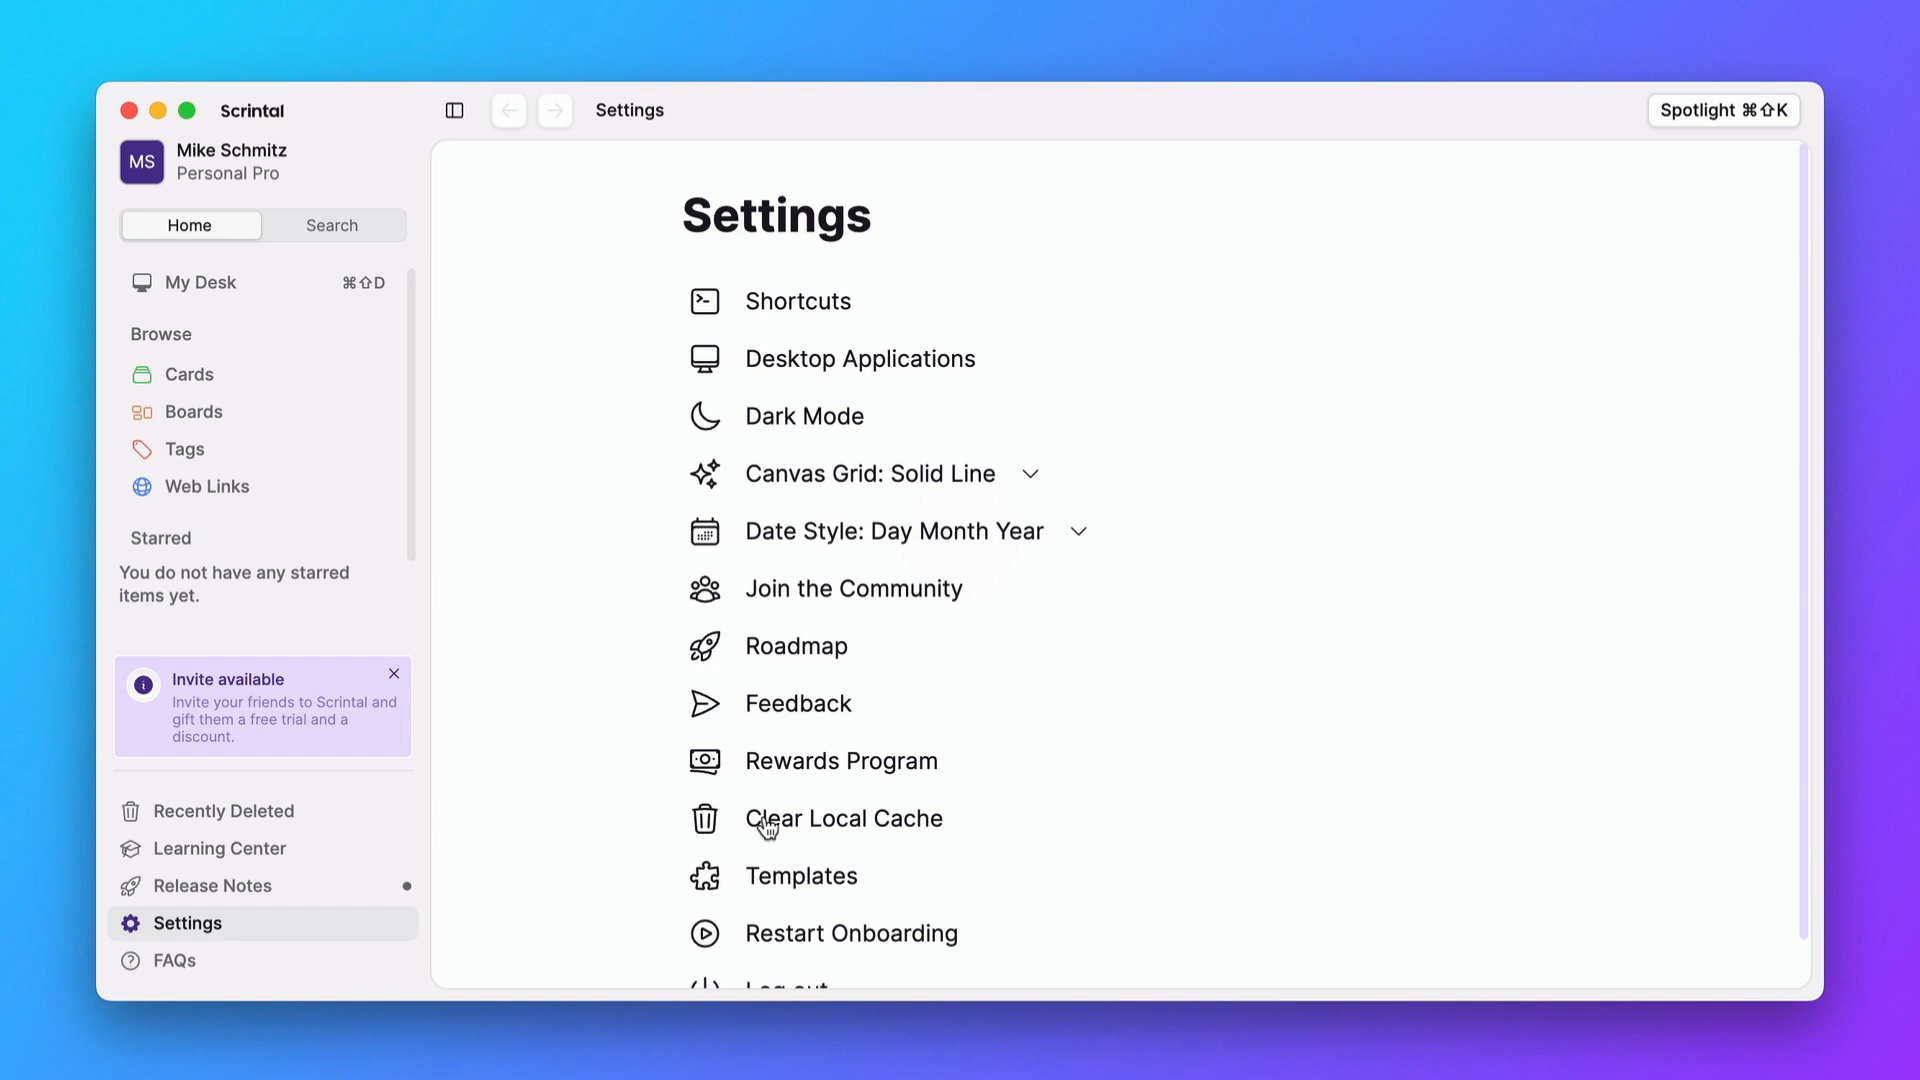 Scrintal
Settings
Spotlight ⌘⇧K
MS
Mike Schmitz
Personal Pro
Home
Search
My Desk
⌘⇧D
Browse
Cards
Boards
Tags
Web Links
Starred
You do not have any starred
items yet.
Invite available
Invite your friends to Scrintal and
gift them a free trial and a
discount.
Recently Deleted
Learning Center
Release Notes
Settings
FAQs
Settings
Shortcuts
Desktop Applications
Dark Mode
Canvas Grid: Solid Line
Date Style: Day Month Year
Join the Community
Roadmap
Feedback
Rewards Program
Clear Local Cache
Templates
Restart Onboarding
Log out